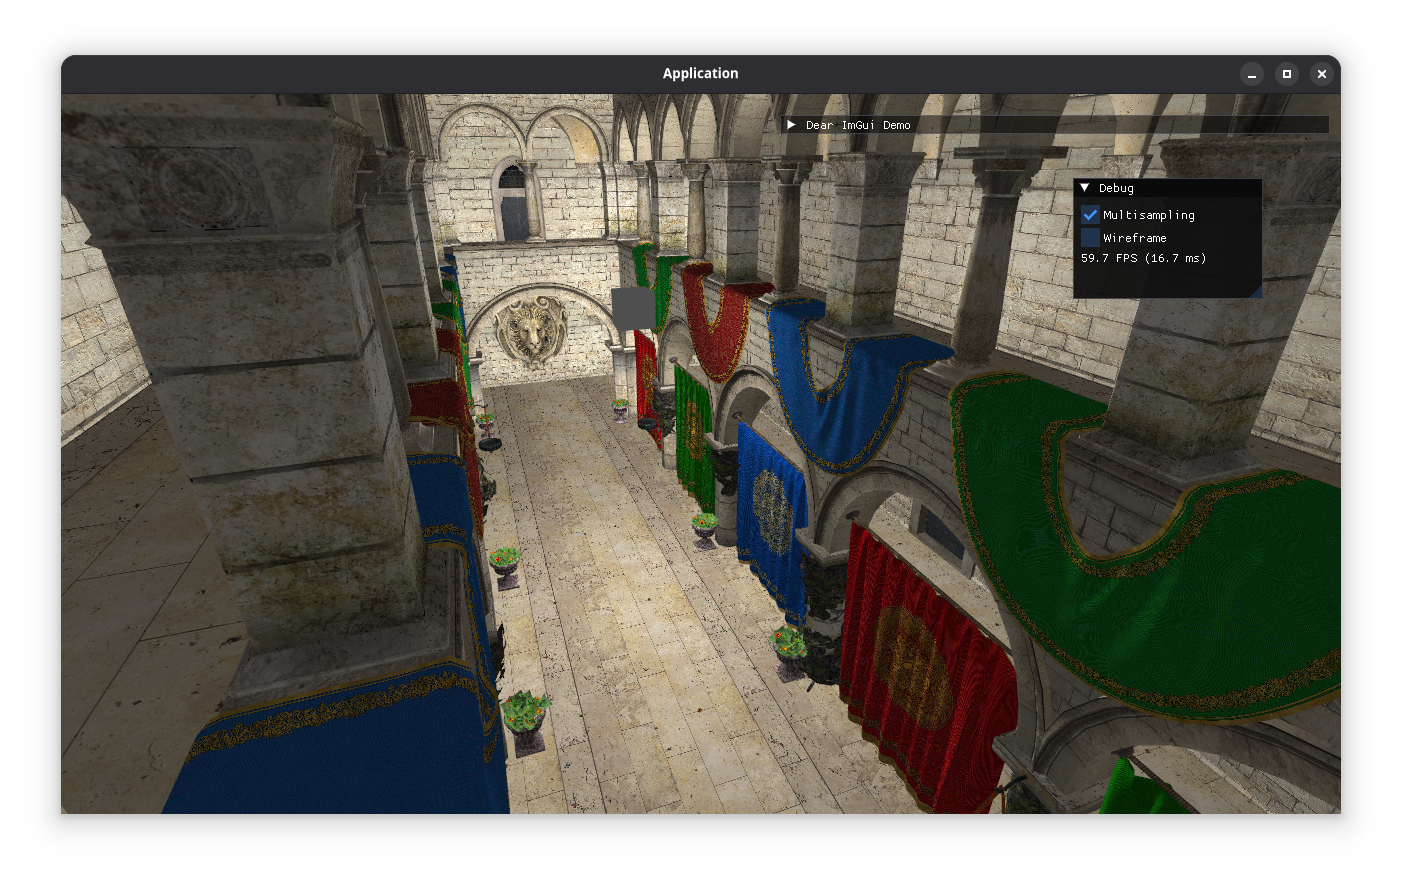 Application
Dear ImGui Demo
Debug
Multisampling
Wireframe
59.7 FPS (16.7 ms)